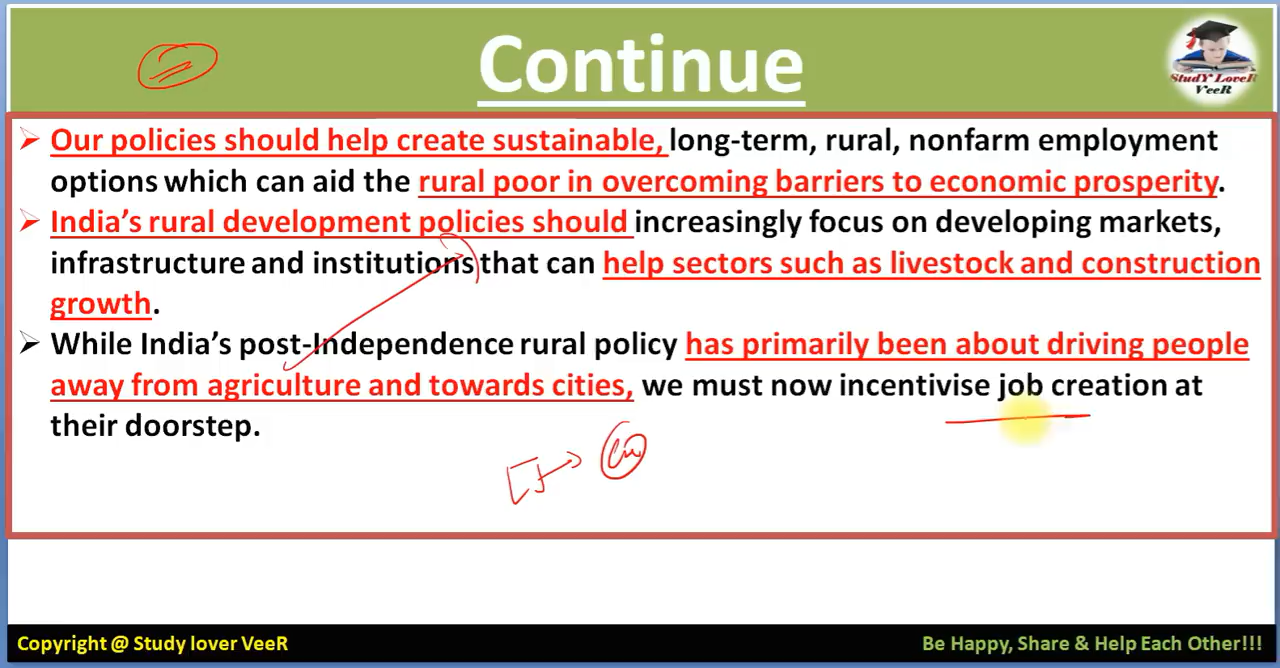 Continue
StudY LoveR
VeeR
Our policies should help create sustainable, long-term, rural, nonfarm employment
options which can aid the rural poor in overcoming barriers to economic prosperity.
India's rural development policies should increasingly focus on developing markets,
infrastructure and institutions that can help sectors such as livestock and construction
growth.
While India's post-Independence rural policy has primarily been about driving people
away from agriculture and towards cities, we must now incentivise job creation at
their doorstep.
Copyright @ Study lover VeeR
Be Happy, Share & Help Each Other!!!